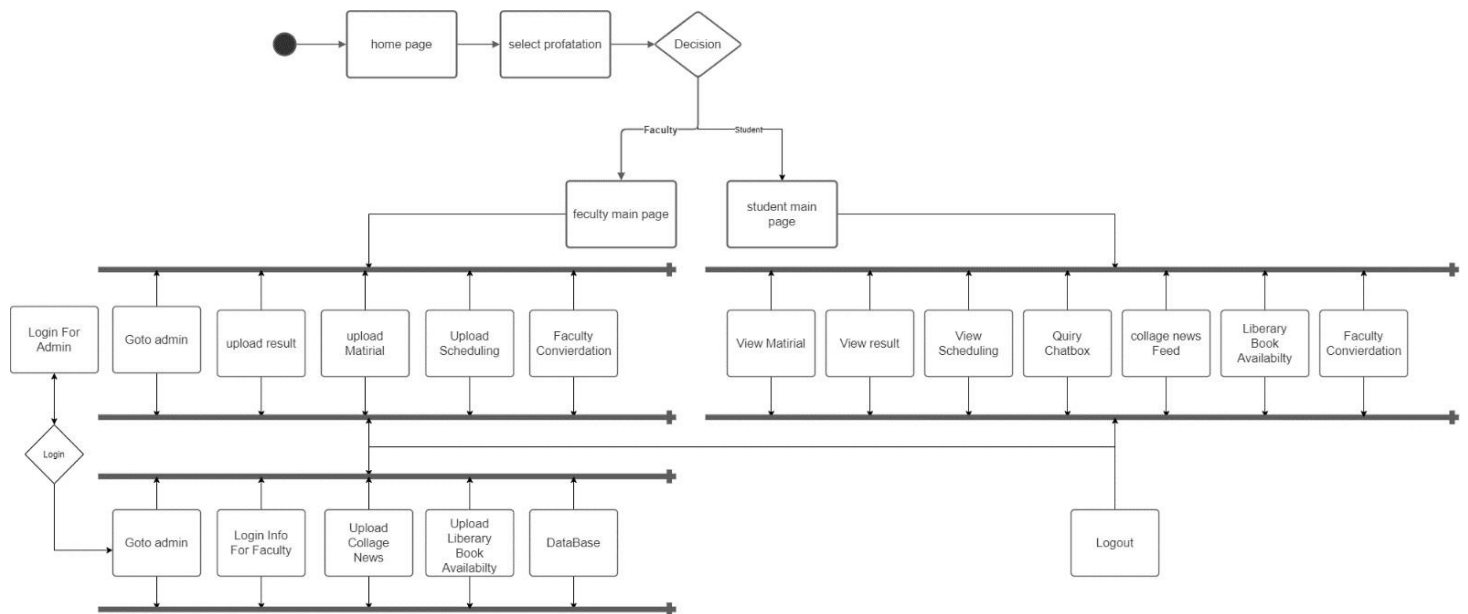 home page
select profatation
Decision
Faculty
Student
feculty main page
student main
page
Login For
Admin
Goto admin
upload result
upload
Matirial
Upload
Scheduling
Faculty
Convierdation
View Matirial
View result
View
Scheduling
Quiry
Chatbox
collage news
Feed
Liberary
Book
Availabilty
Faculty
Convierdation
Login
Goto admin
Login Info
For Faculty
Upload
Collage
News
Upload
Liberary
Book
Availabilty
DataBase
Logout